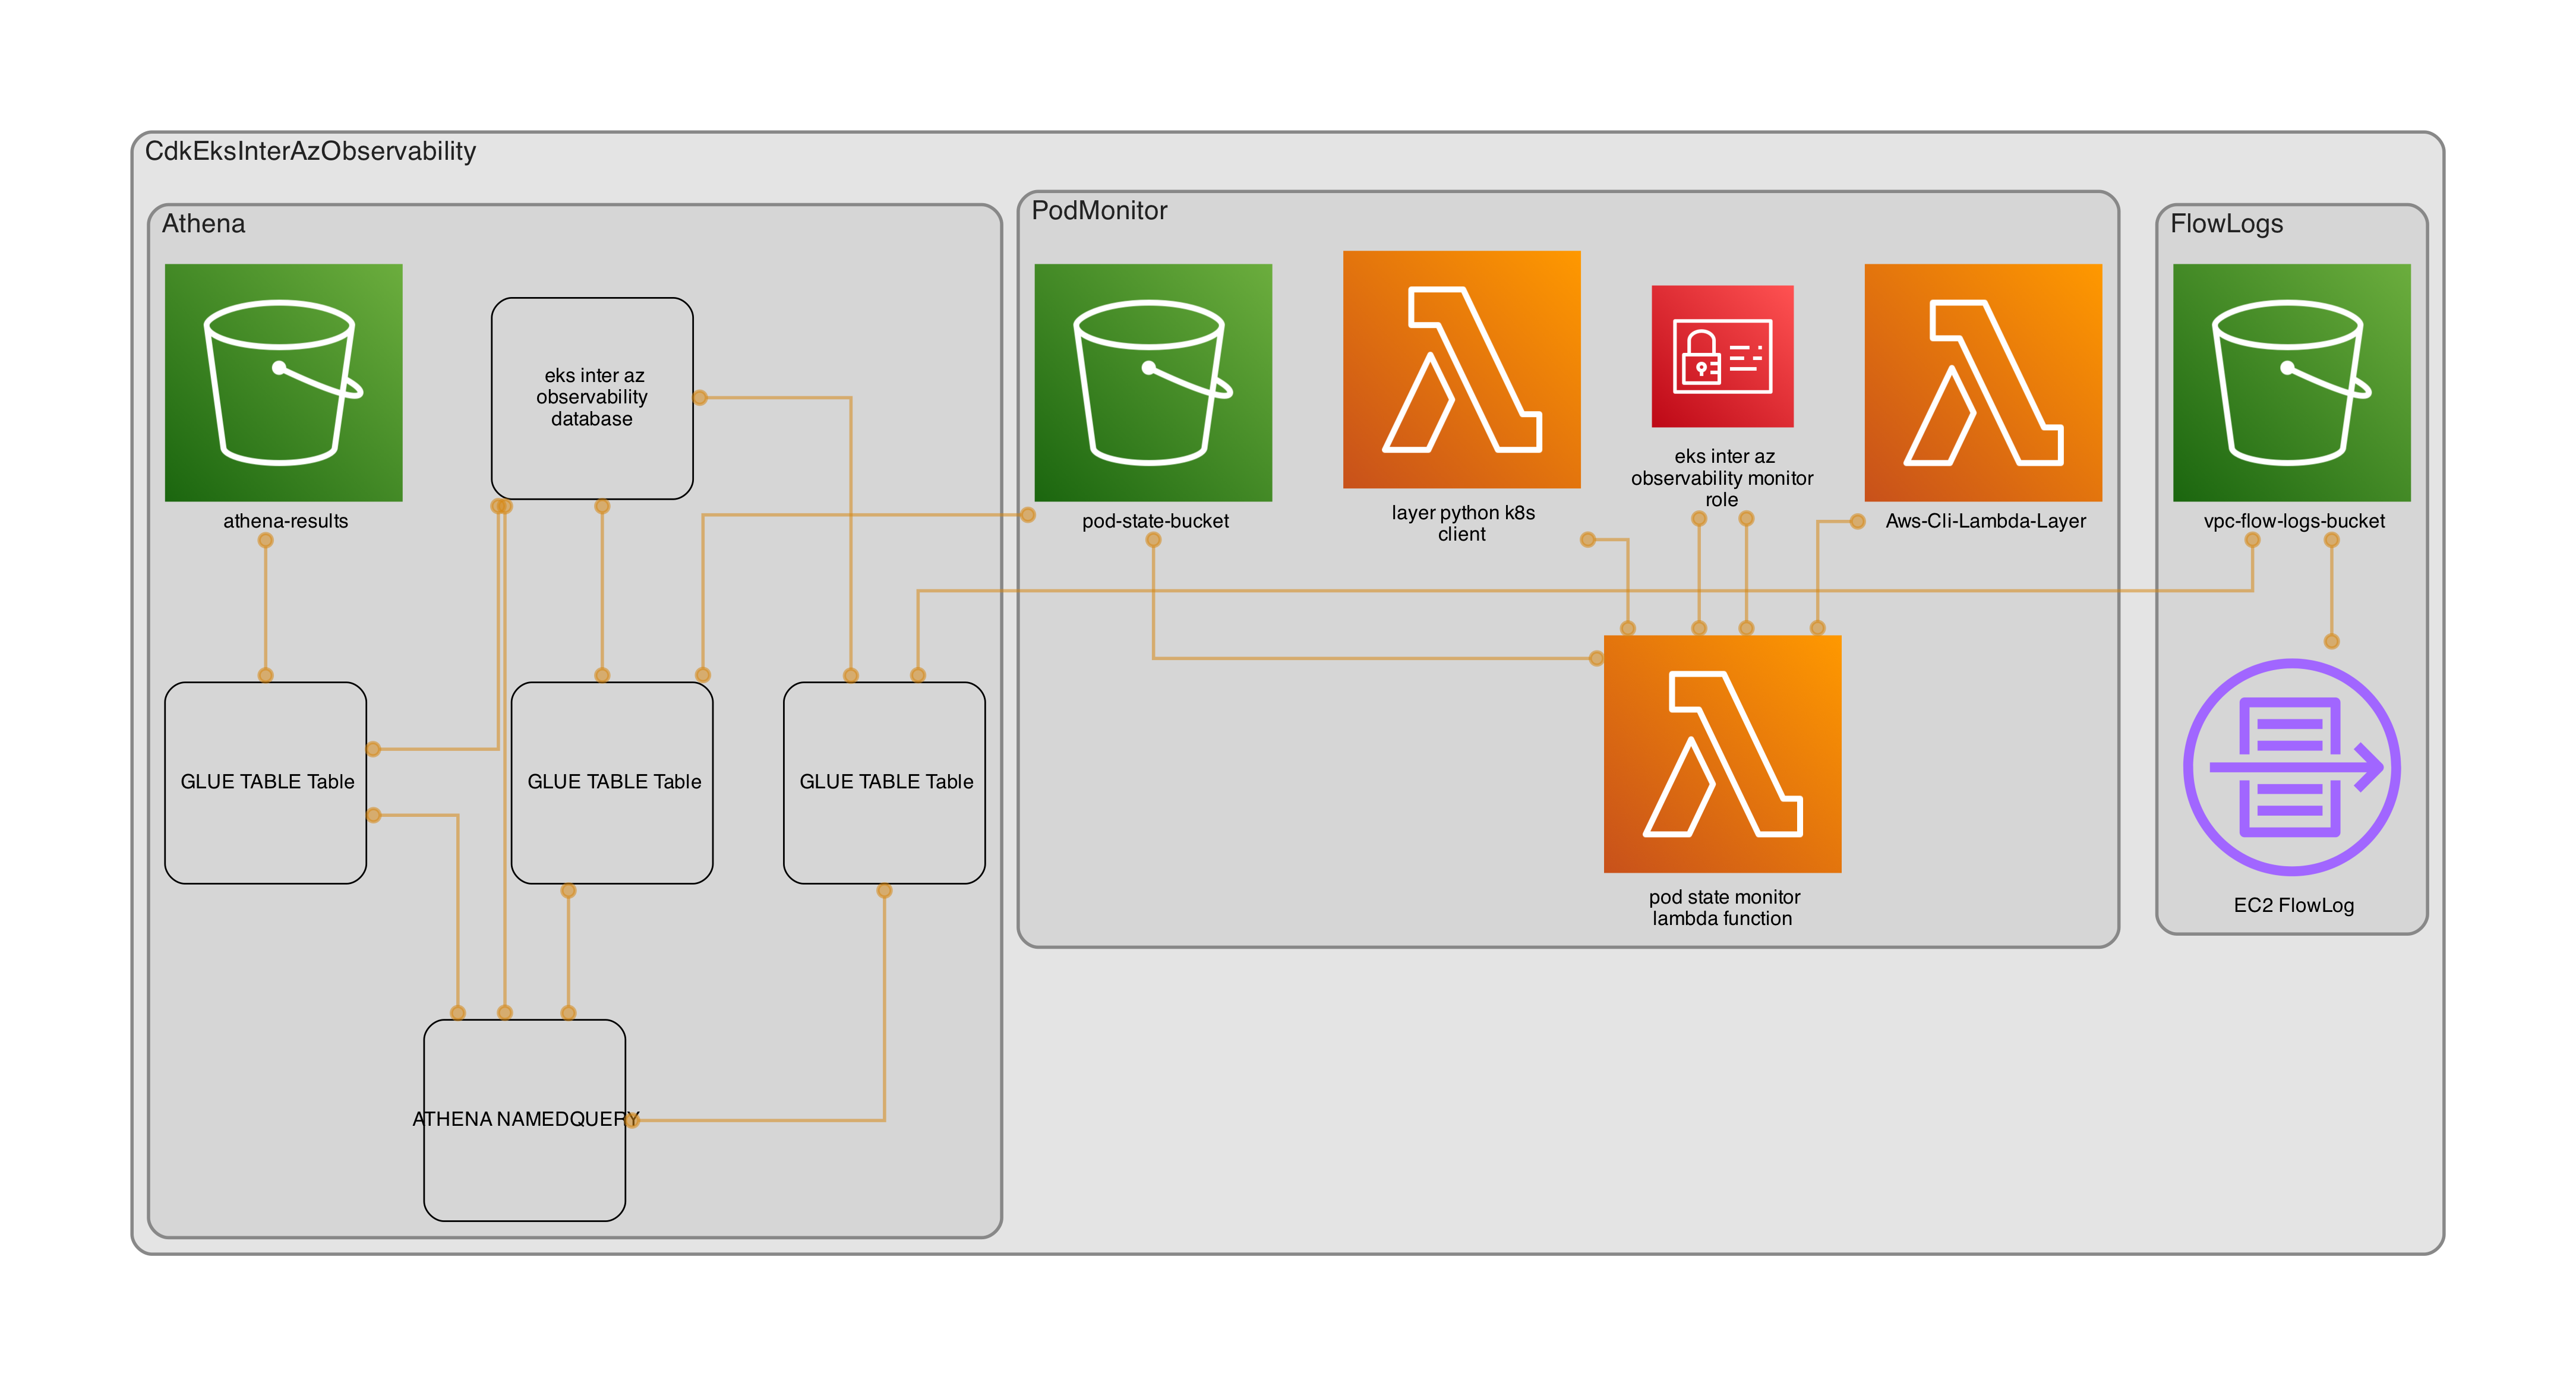 CdkEksInterAzObservability
Athena
athena-results
eks inter az
observability
database
GLUE TABLE Table
GLUE TABLE Table
GLUE TABLE Table
ATHENA NAMEDQUERY
PodMonitor
pod-state-bucket
layer python k8s
client
eks inter az
observability monitor
role
Aws-Cli-Lambda-Layer
pod state monitor
lambda function
FlowLogs
vpc-flow-logs-bucket
EC2 FlowLog